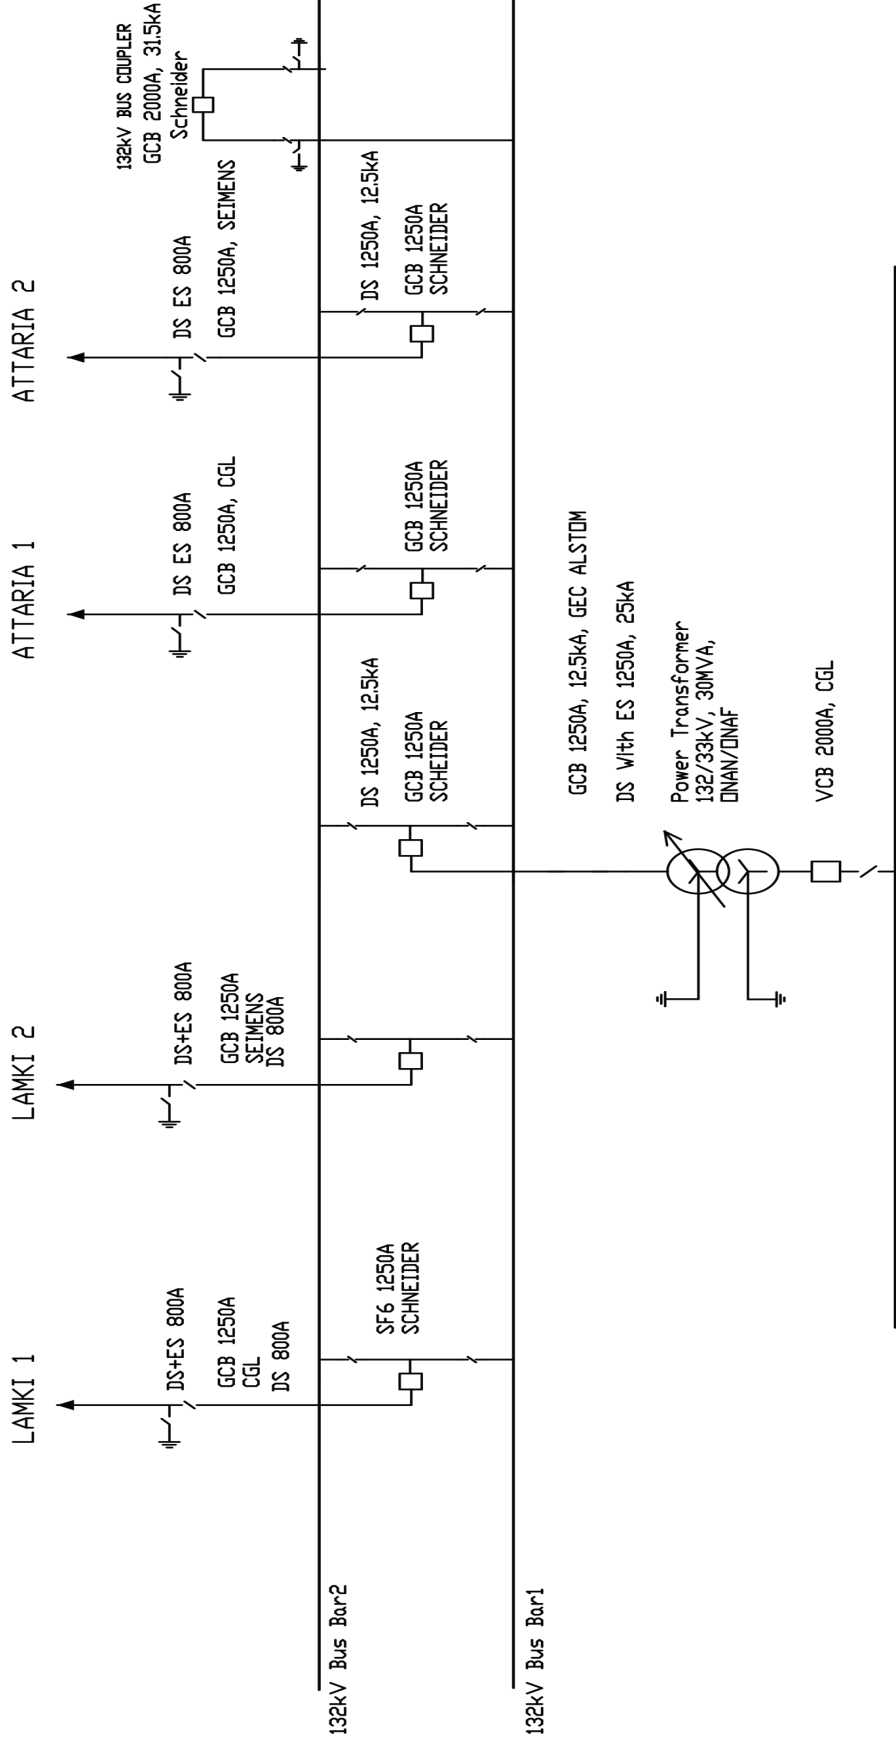 LAMKI 1
DS+ES 800A
GCB 1250A
CGL
DS 800A
SF6 1250A
SCHNEIDER
LAMKI 2
DS+ES 800A
GCB 1250A
SEIMENS
DS 800A
DS 1250A, 12.5kA
GCB 1250A
SCHEIDER
ATTARIA 1
DS ES 800A
GCB 1250A, CGL
GCB 1250A
SCHNEIDER
ATTARIA 2
DS ES 800A
GCB 1250A, SEIMENS
DS 1250A, 12.5kA
GCB 1250A
SCHNEIDER
132kV BUS COUPLER
GCB 2000A, 31.5kA
Schneider
132kV Bus Bar2
132kV Bus Bar1
GCB 1250A, 12.5kA, GEC ALSTOM
DS With ES 1250A, 25kA
Power Transformer
132/33kV, 30MVA,
ONAN/ONAF
VCB 2000A, CGL